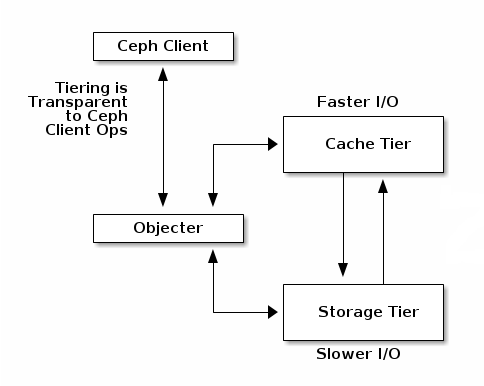 Ceph Client
Tiering is
Transparent
to Ceph
Client Ops
Faster I/O
Cache Tier
Objecter
Storage Tier
Slower I/O